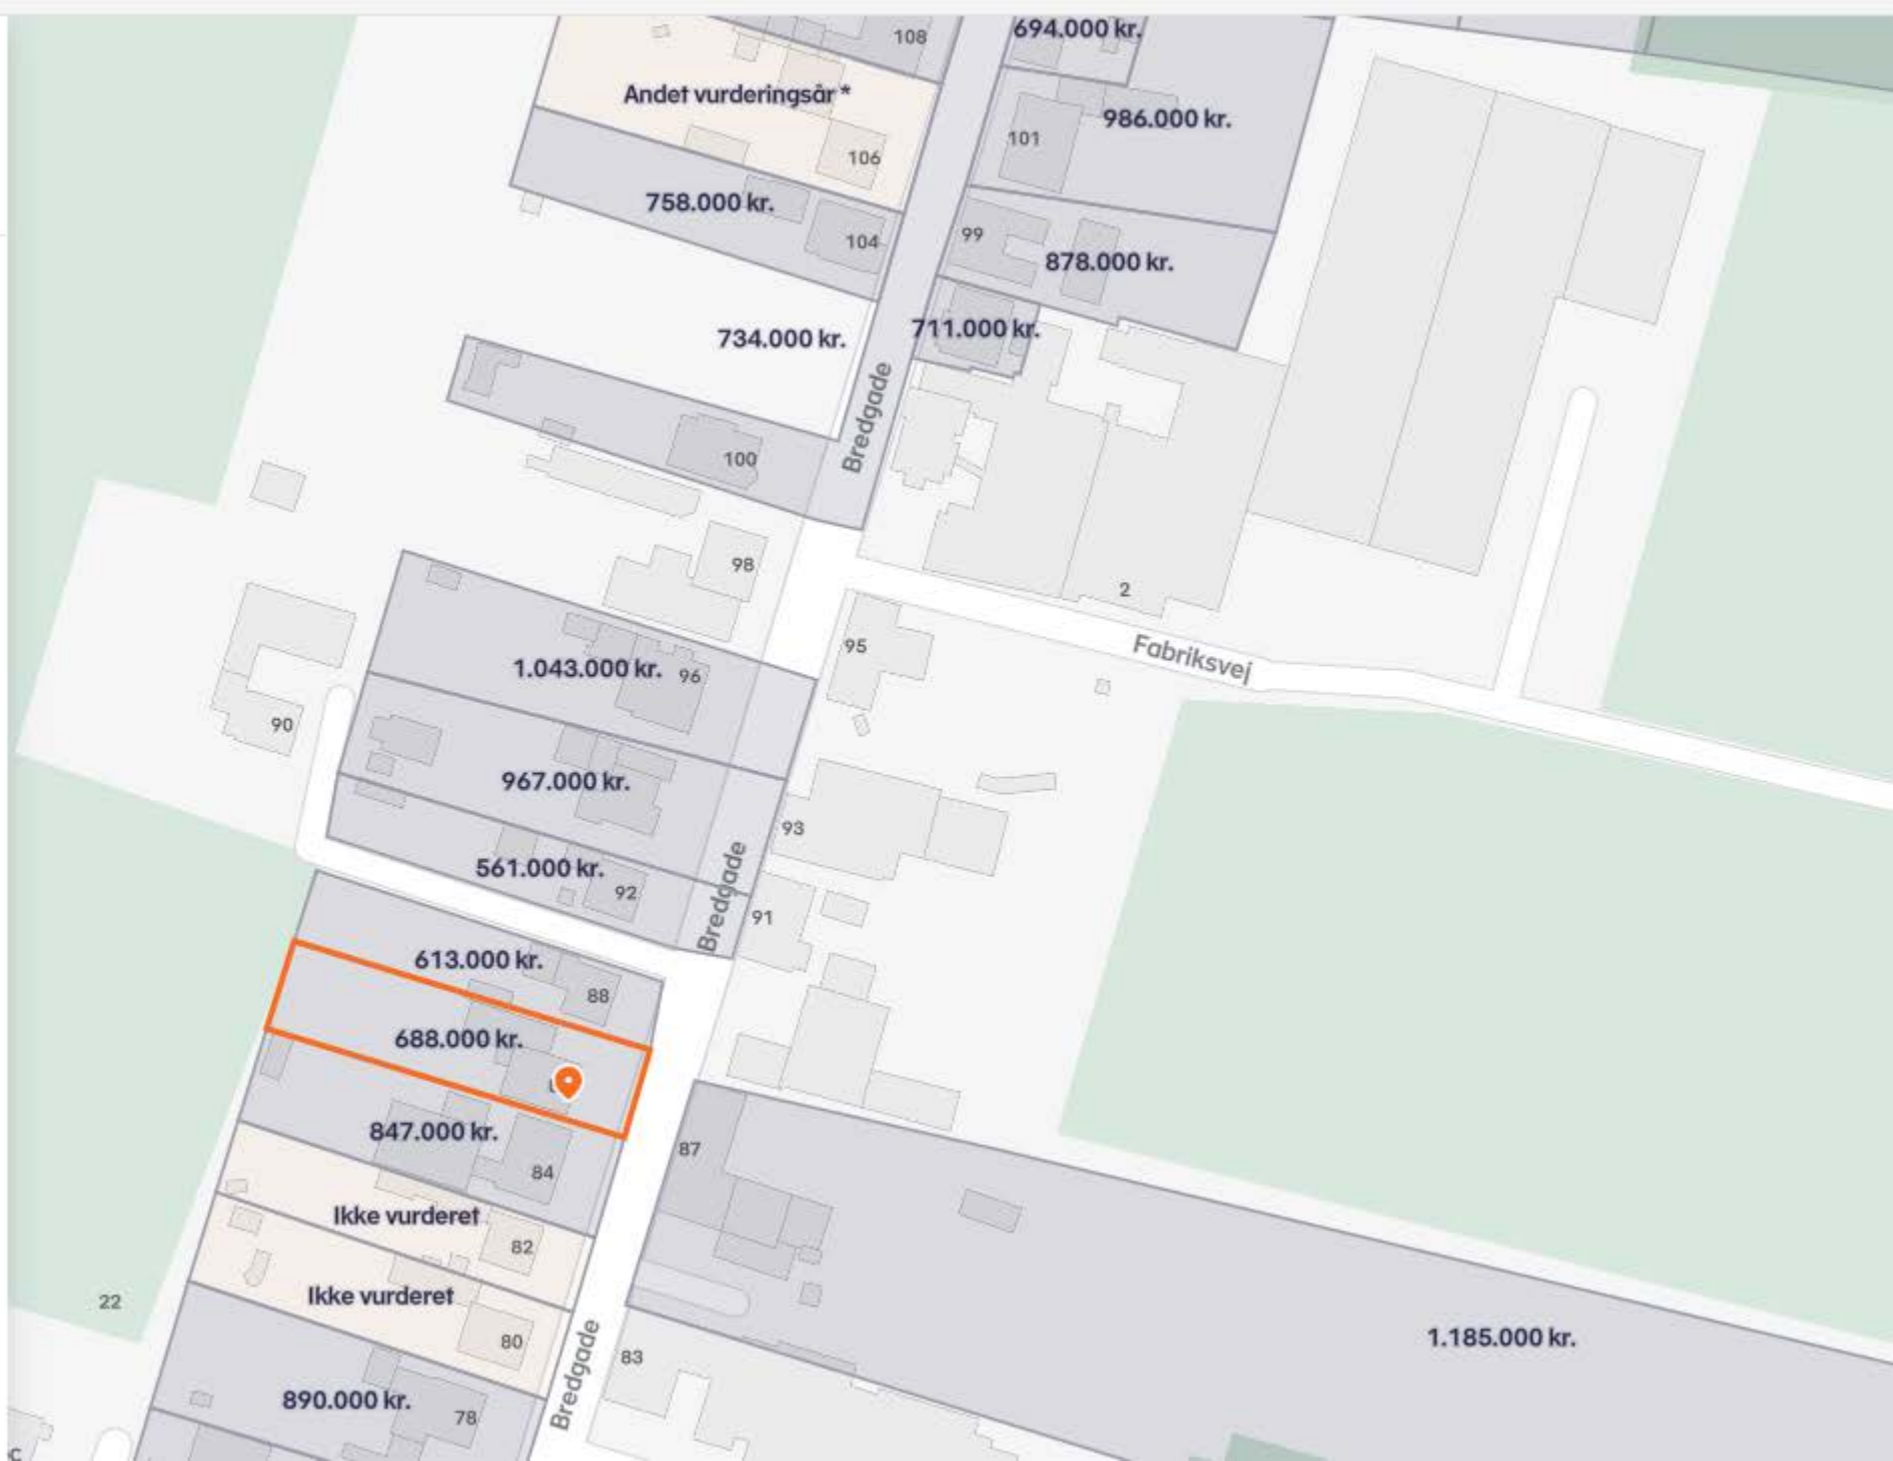 694.000 kr.
108
Andet vurderingsår *
986.000 kr.
101
106
758.000 kr.
104
99
878.000 kr.
711.000 kr.
734.000 kr.
Bredgade
100
98
2
95
Fabriksvej
1.043.000 kr.
96
90
967.000 kr.
93
561.000 kr.
92
Bredgade
91
613.000 kr.
88
688.000 kr.
847.000 kr.
84
87
Ikke vurderet
82
22
Ikke vurderet
80
1.185.000 kr.
83
Bredgade
890.000 kr.
78